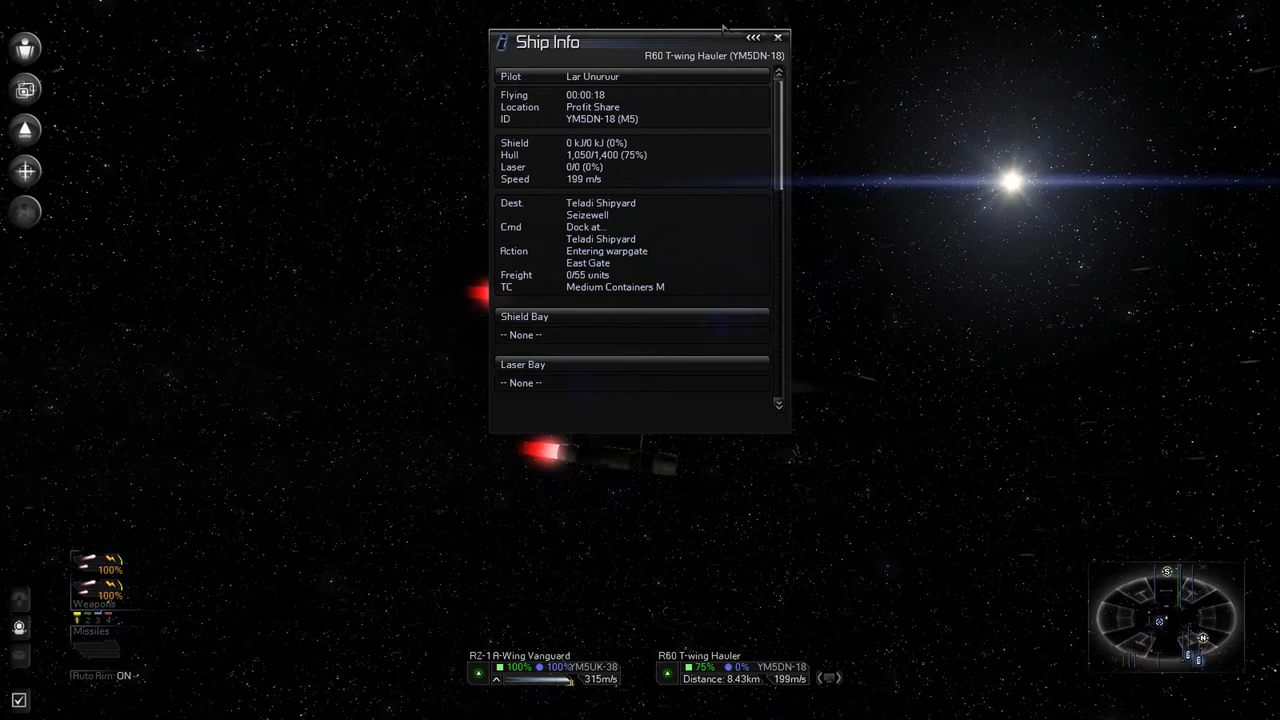 Ship Info
R60 T-wing Hauler (YM5DN-18)
Pilot Lar Unuruur
Flying 00:00:18
Location Profit Share
ID YM5DN-18 (M5)
Shield 0 kJ/0 kJ (0%)
Hull 1,050/1,400 (75%)
Laser 0/0 (0%)
Speed 199 m/s
Dest. Teladi Shipyard
Seizewell
Cmd Dock at...
Teladi Shipyard
Action Entering warpgate
East Gate
Freight 0/55 units
TC Medium Containers M
Shield Bay
-- None --
Laser Bay
-- None --
100%
100%
Weapons
1 2 3 4
Missiles
Auto Aim: ON
RZ-1 A-Wing Vanguard
100% 100% YM5UK-38
315m/s
R60 T-wing Hauler
75% 0% YM5DN-18
Distance: 8.43km 199m/s
S
N